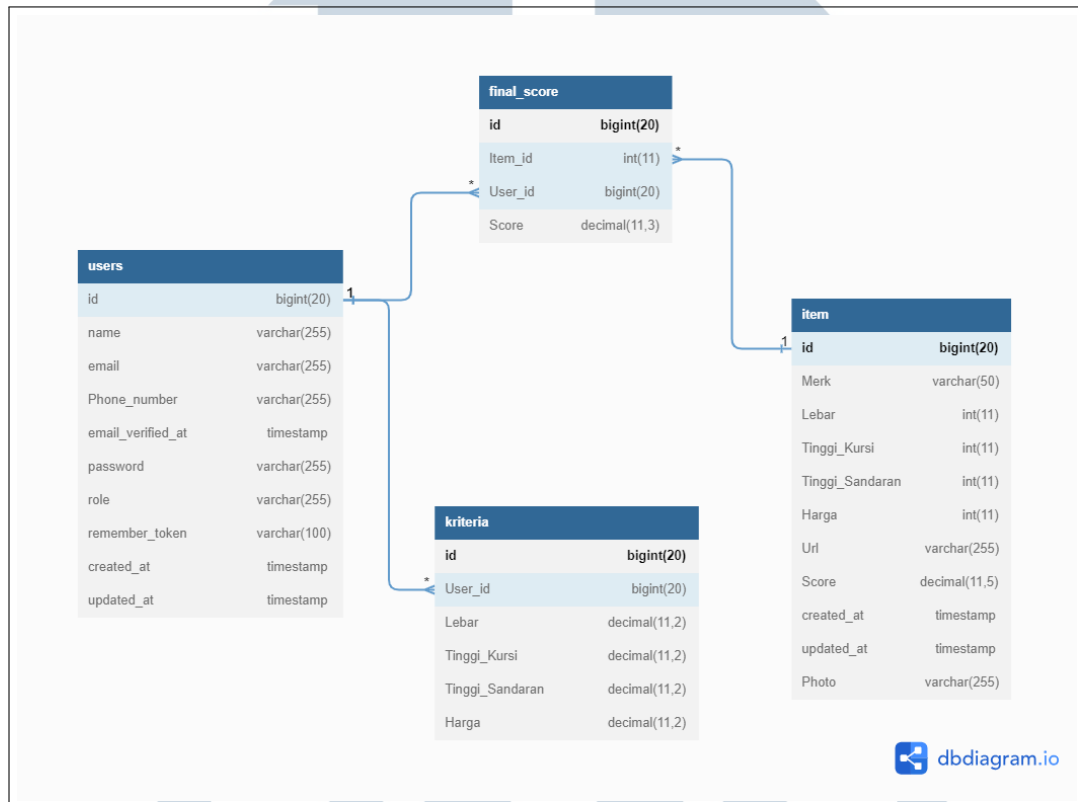 final_score
id bigint(20)
Item_id int(11)
User_id bigint(20)
Score decimal(11,3)
*
*
users
id bigint(20)
name varchar(255)
email varchar(255)
Phone_number varchar(255)
email_verified_at timestamp
password varchar(255)
role varchar(255)
remember_token varchar(100)
created_at timestamp
updated_at timestamp
1
item
id bigint(20)
Merk varchar(50)
Lebar int(11)
Tinggi_Kursi int(11)
Tinggi_Sandaran int(11)
Harga int(11)
Url varchar(255)
Score decimal(11,5)
created_at timestamp
updated_at timestamp
Photo varchar(255)
1
kriteria
id bigint(20)
User_id bigint(20)
Lebar decimal(11,2)
Tinggi_Kursi decimal(11,2)
Tinggi_Sandaran decimal(11,2)
Harga decimal(11,2)
*
dbdiagram.io